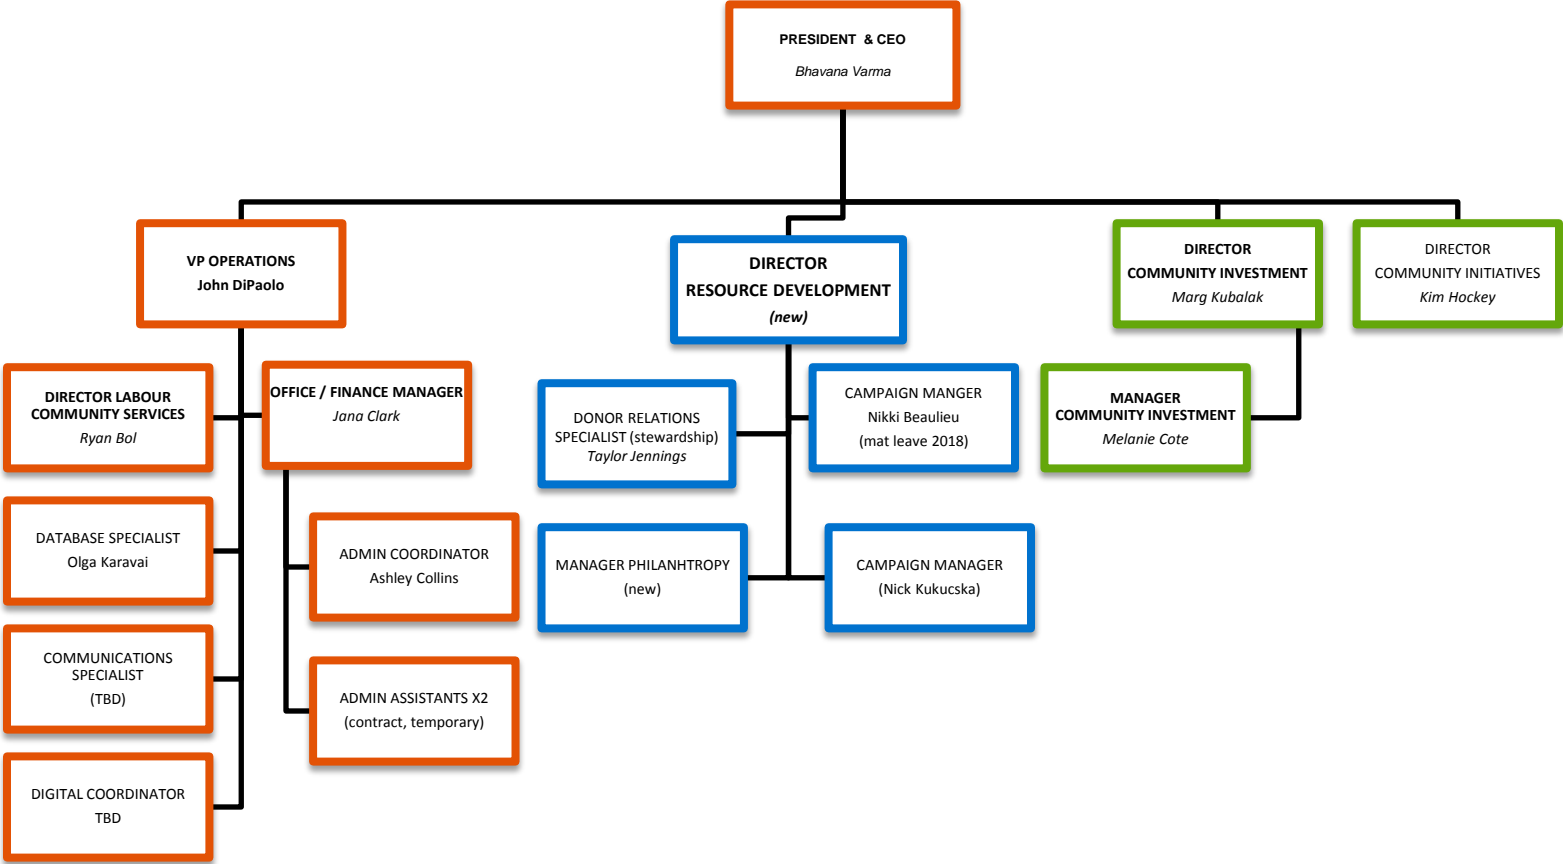 PRESIDENT & CEO
Bhavana Varma
VP OPERATIONS
John DiPaolo
DIRECTOR
RESOURCE DEVELOPMENT
(new)
DIRECTOR
COMMUNITY INVESTMENT
Marg Kubalak
DIRECTOR
COMMUNITY INITIATIVES
Kim Hockey
DIRECTOR LABOUR
COMMUNITY SERVICES
Ryan Bol
OFFICE / FINANCE MANAGER
Jana Clark
DONOR RELATIONS
SPECIALIST (stewardship)
Taylor Jennings
CAMPAIGN MANGER
Nikki Beaulieu
(mat leave 2018)
MANAGER
COMMUNITY INVESTMENT
Melanie Cote
DATABASE SPECIALIST
Olga Karavai
ADMIN COORDINATOR
Ashley Collins
MANAGER PHILANHTROPY
(new)
CAMPAIGN MANAGER
(Nick Kukucska)
COMMUNICATIONS
SPECIALIST
(TBD)
ADMIN ASSISTANTS X2
(contract, temporary)
DIGITAL COORDINATOR
TBD